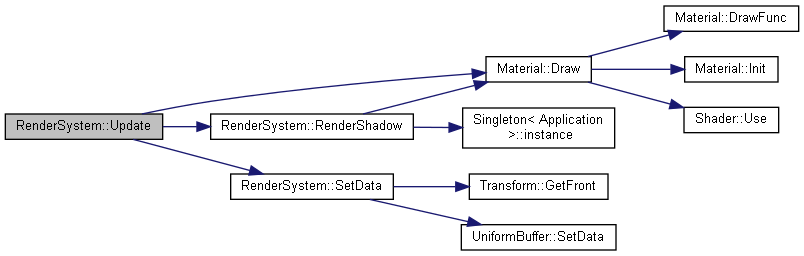 RenderSystem::Update
RenderSystem::RenderShadow
RenderSystem::SetData
Material::Draw
Singleton< Application
>::instance
Transform::GetFront
UniformBuffer::SetData
Material::DrawFunc
Material::Init
Shader::Use